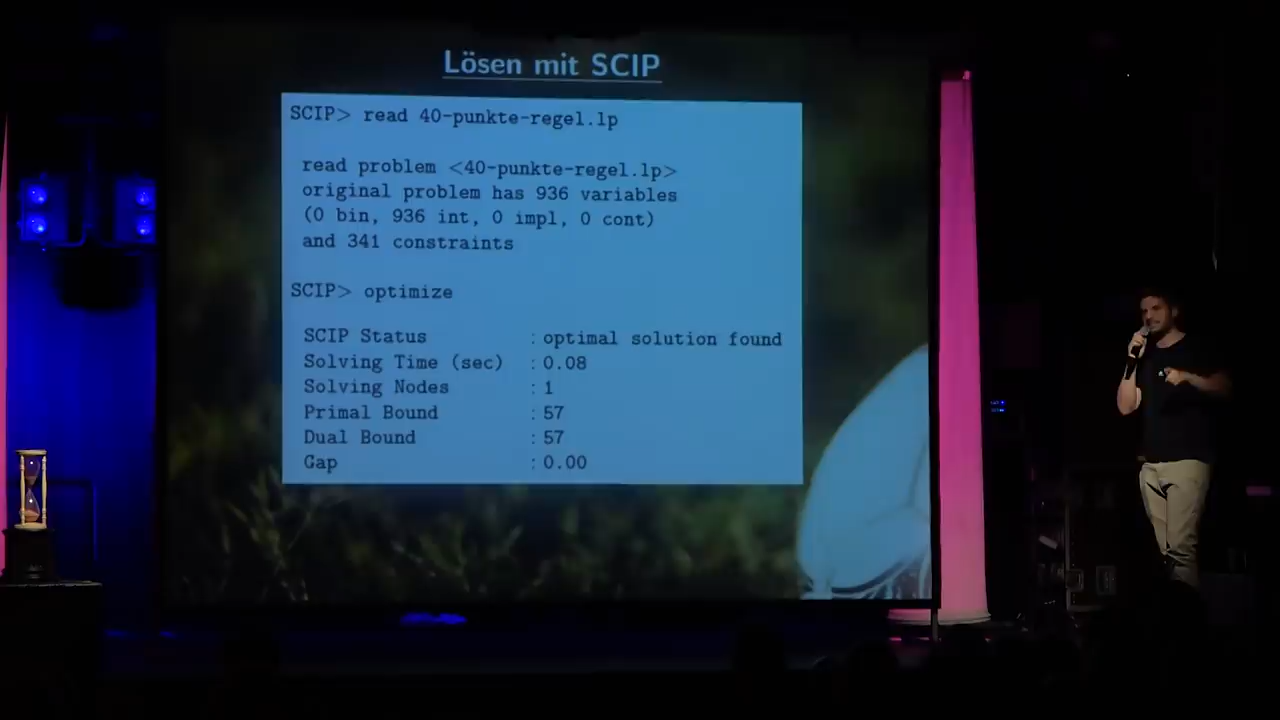 Lösen mit SCIP
SCIP> read 40-punkte-regel.lp
read problem <40-punkte-regel.lp>
original problem has 936 variables
(0 bin, 936 int, 0 impl, 0 cont)
and 341 constraints
SCIP> optimize
SCIP Status : optimal solution found
Solving Time (sec) : 0.08
Solving Nodes : 1
Primal Bound : 57
Dual Bound : 57
Gap : 0.00